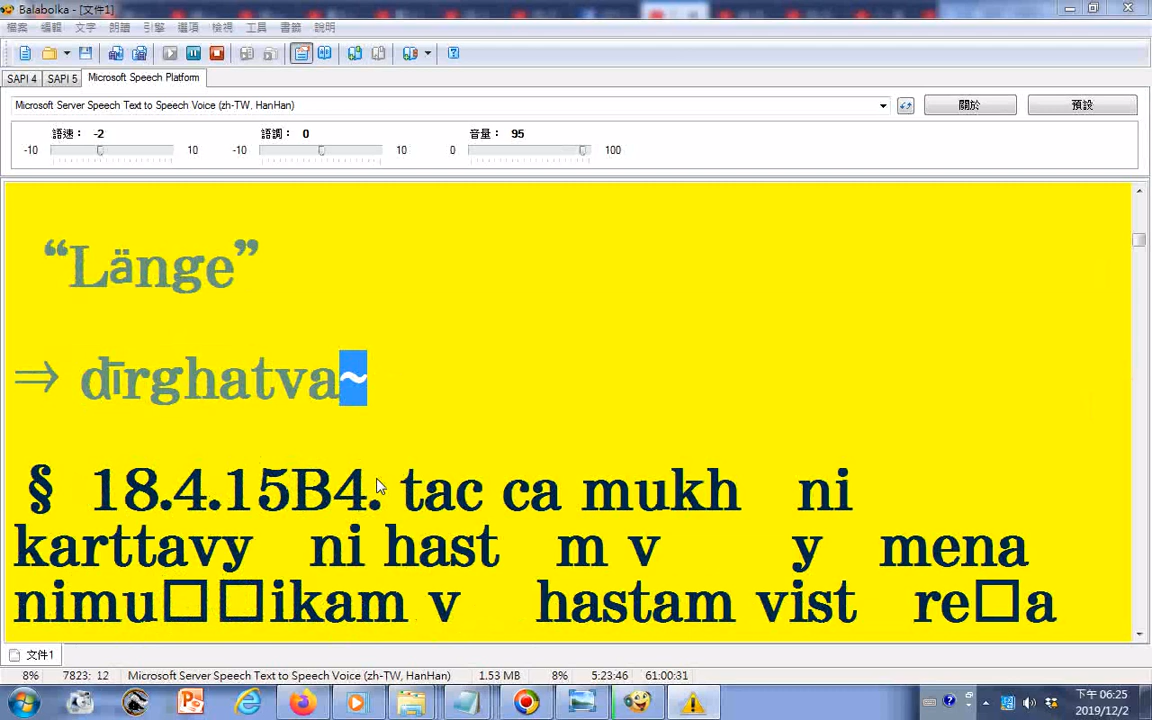 Balabolka - [文件1]
檔案 編輯 文字 朗讀 引擎 選項 檢視 工具 書籤 說明
SAPI 4 SAPI 5 Microsoft Speech Platform
Microsoft Server Speech Text to Speech Voice (zh-TW, HanHan) 關於 預設
語速： -2 語調： 0 音量： 95
-10 10 -10 10 0 100
“Länge”
⇒ dīrghatva~
§ 18.4.15B4. tac ca mukh ni
karttavy ni hast m v y mena
nimu□□ikam v hastam vist re□a
文件1
8% 7823: 12 Microsoft Server Speech Text to Speech Voice (zh-TW, HanHan) 1.53 MB 8% 5:23:46 61:00:31
下午 06:25
2019/12/2